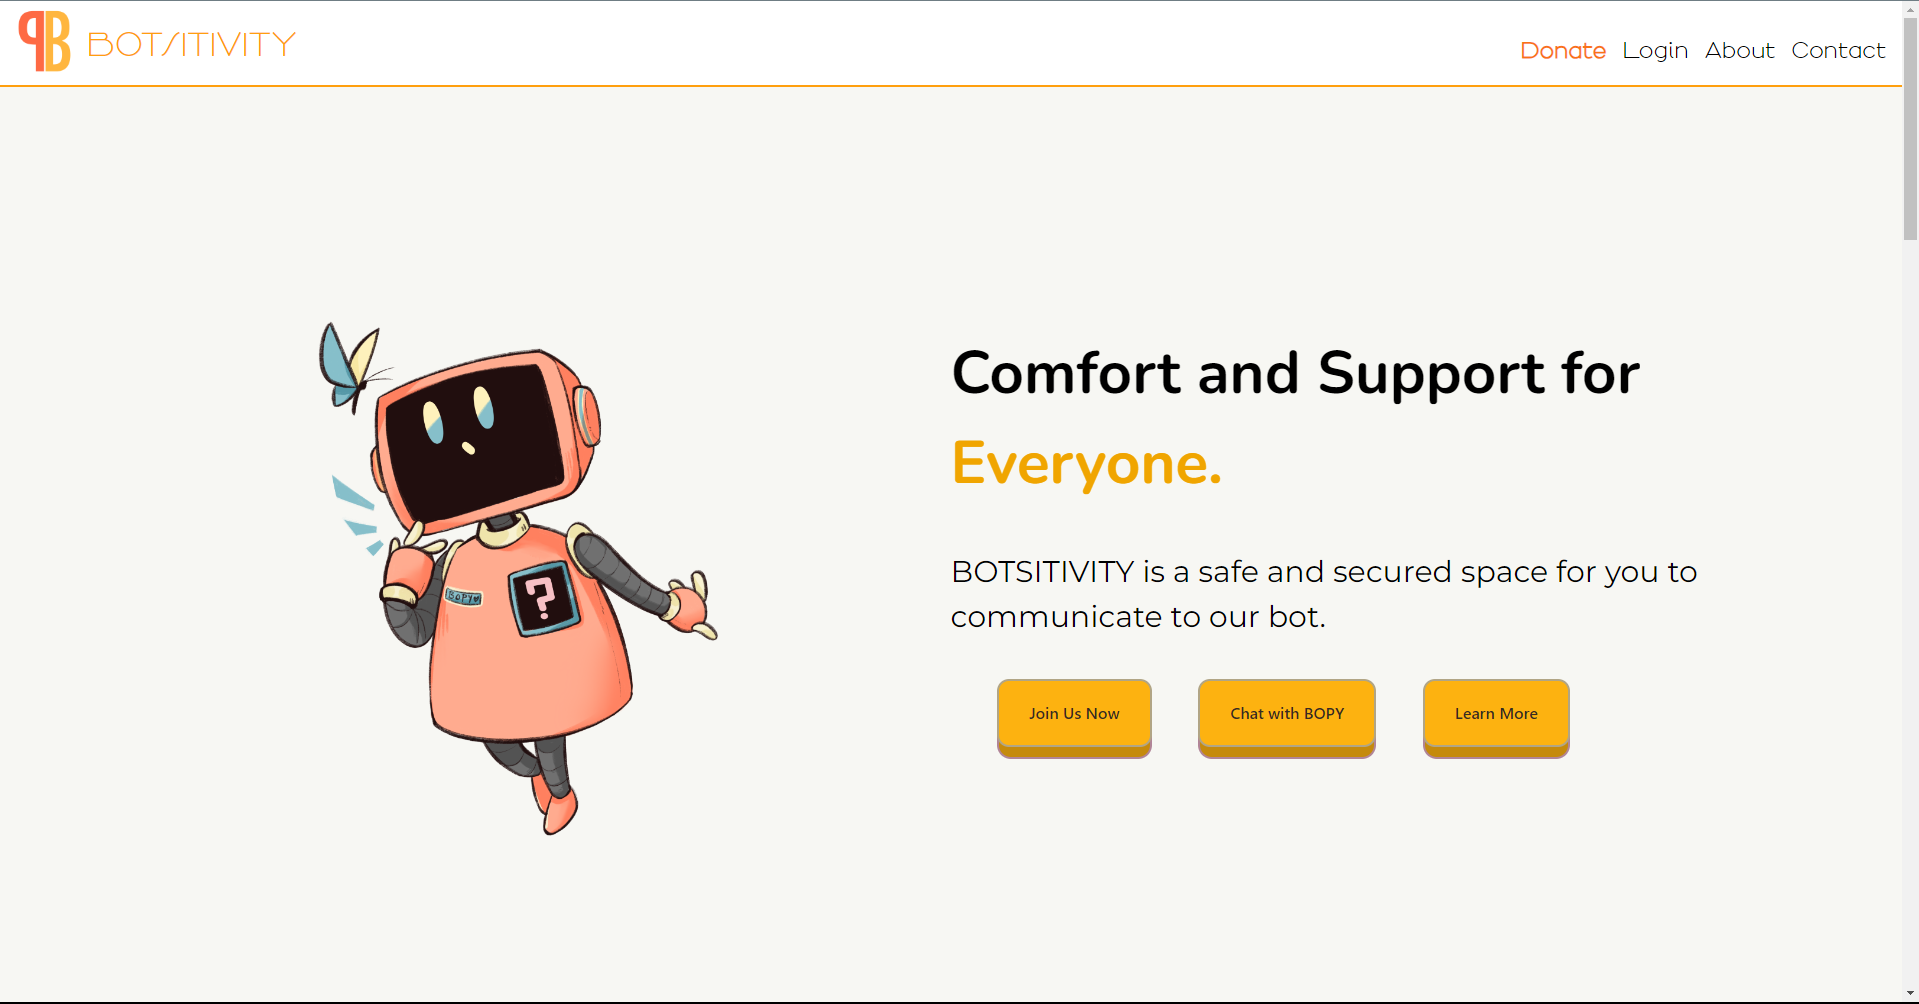 BOTSITIVITY
Donate Login About Contact
Comfort and Support for
Everyone.
BOTSITIVITY is a safe and secured space for you to
communicate to our bot.
BOPY
?
Join Us Now
Chat with BOPY
Learn More